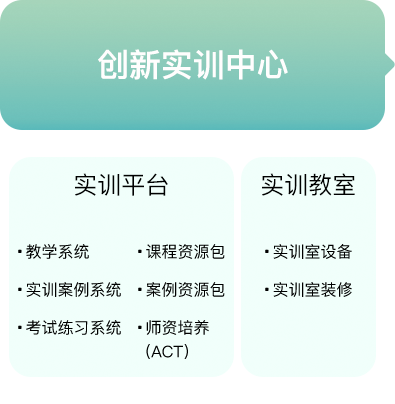 创新实训中心
实训平台
· 教学系统
· 实训案例系统
· 考试练习系统
· 课程资源包
· 案例资源包
· 师资培养
(ACT)
实训教室
· 实训室设备
· 实训室装修